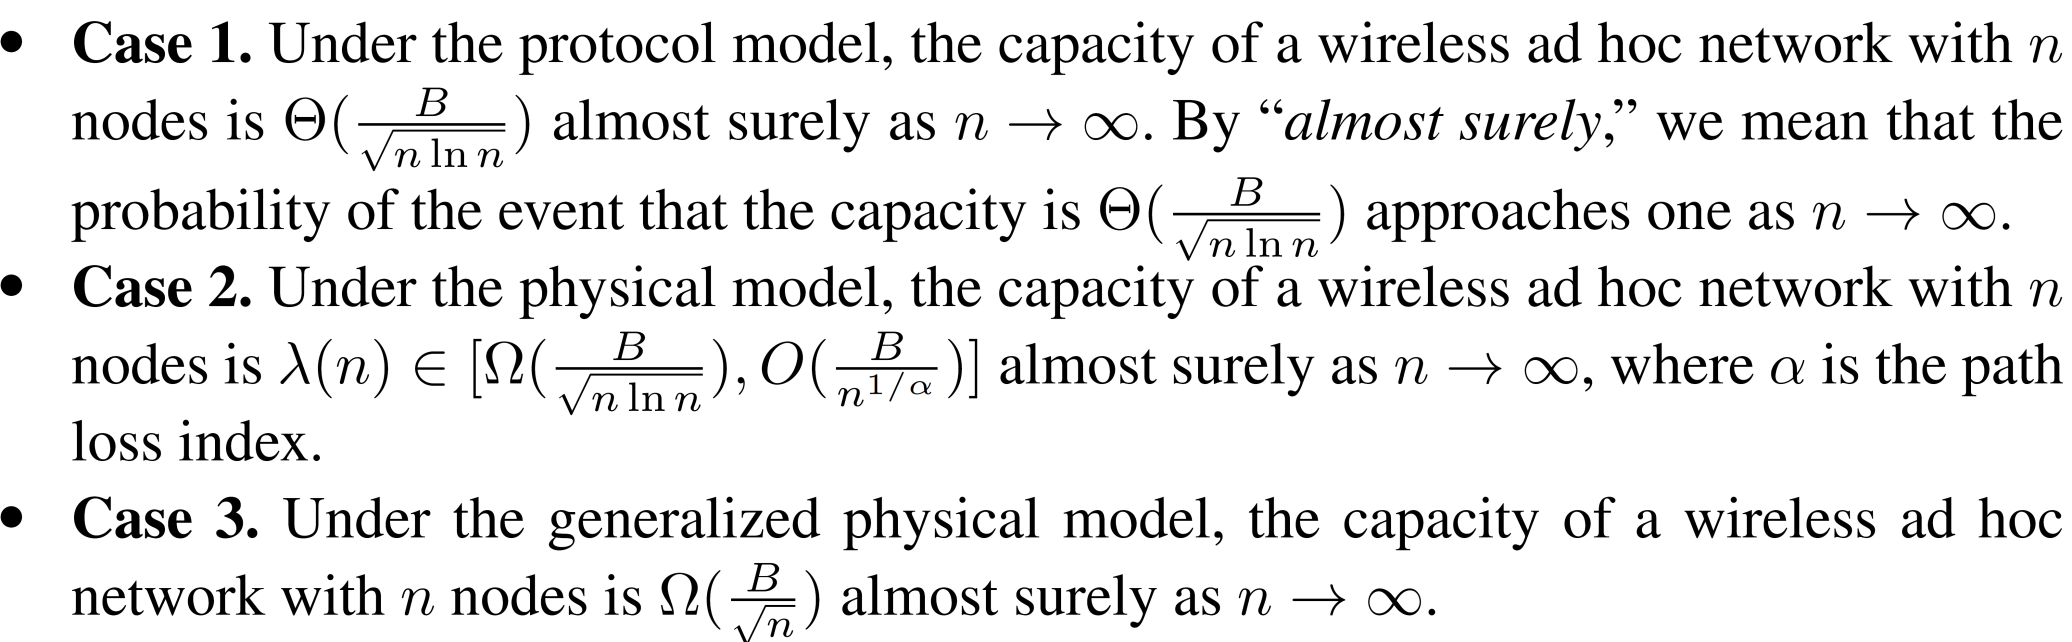 • Case 1. Under the protocol model, the capacity of a wireless ad hoc network with n
nodes is Θ(B/√(n ln n)) almost surely as n → ∞. By “almost surely,” we mean that the
probability of the event that the capacity is Θ(B/√(n ln n)) approaches one as n → ∞.
• Case 2. Under the physical model, the capacity of a wireless ad hoc network with n
nodes is λ(n) ∈ [Ω(B/√(n ln n)), O(B/n^{1/α})] almost surely as n → ∞, where α is the path
loss index.
• Case 3. Under the generalized physical model, the capacity of a wireless ad hoc
network with n nodes is Ω(B/√n) almost surely as n → ∞.